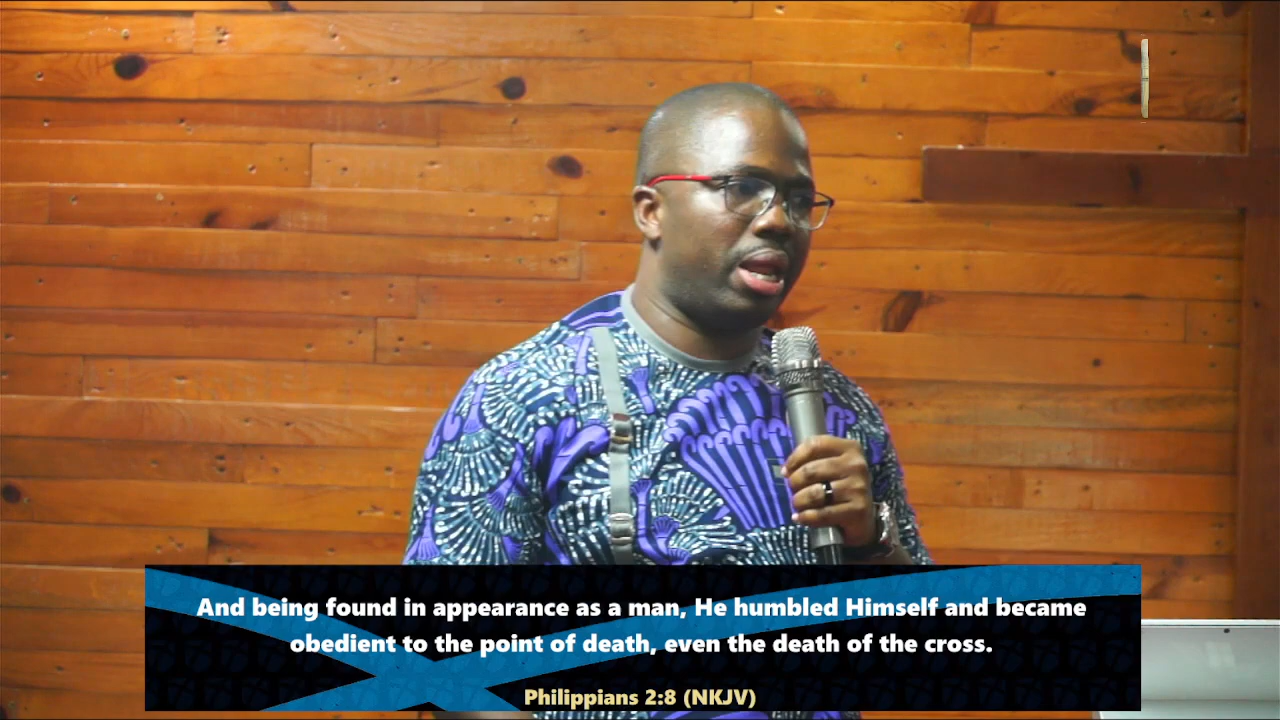 And being found in appearance as a man, He humbled Himself and became
obedient to the point of death, even the death of the cross.
Philippians 2:8 (NKJV)